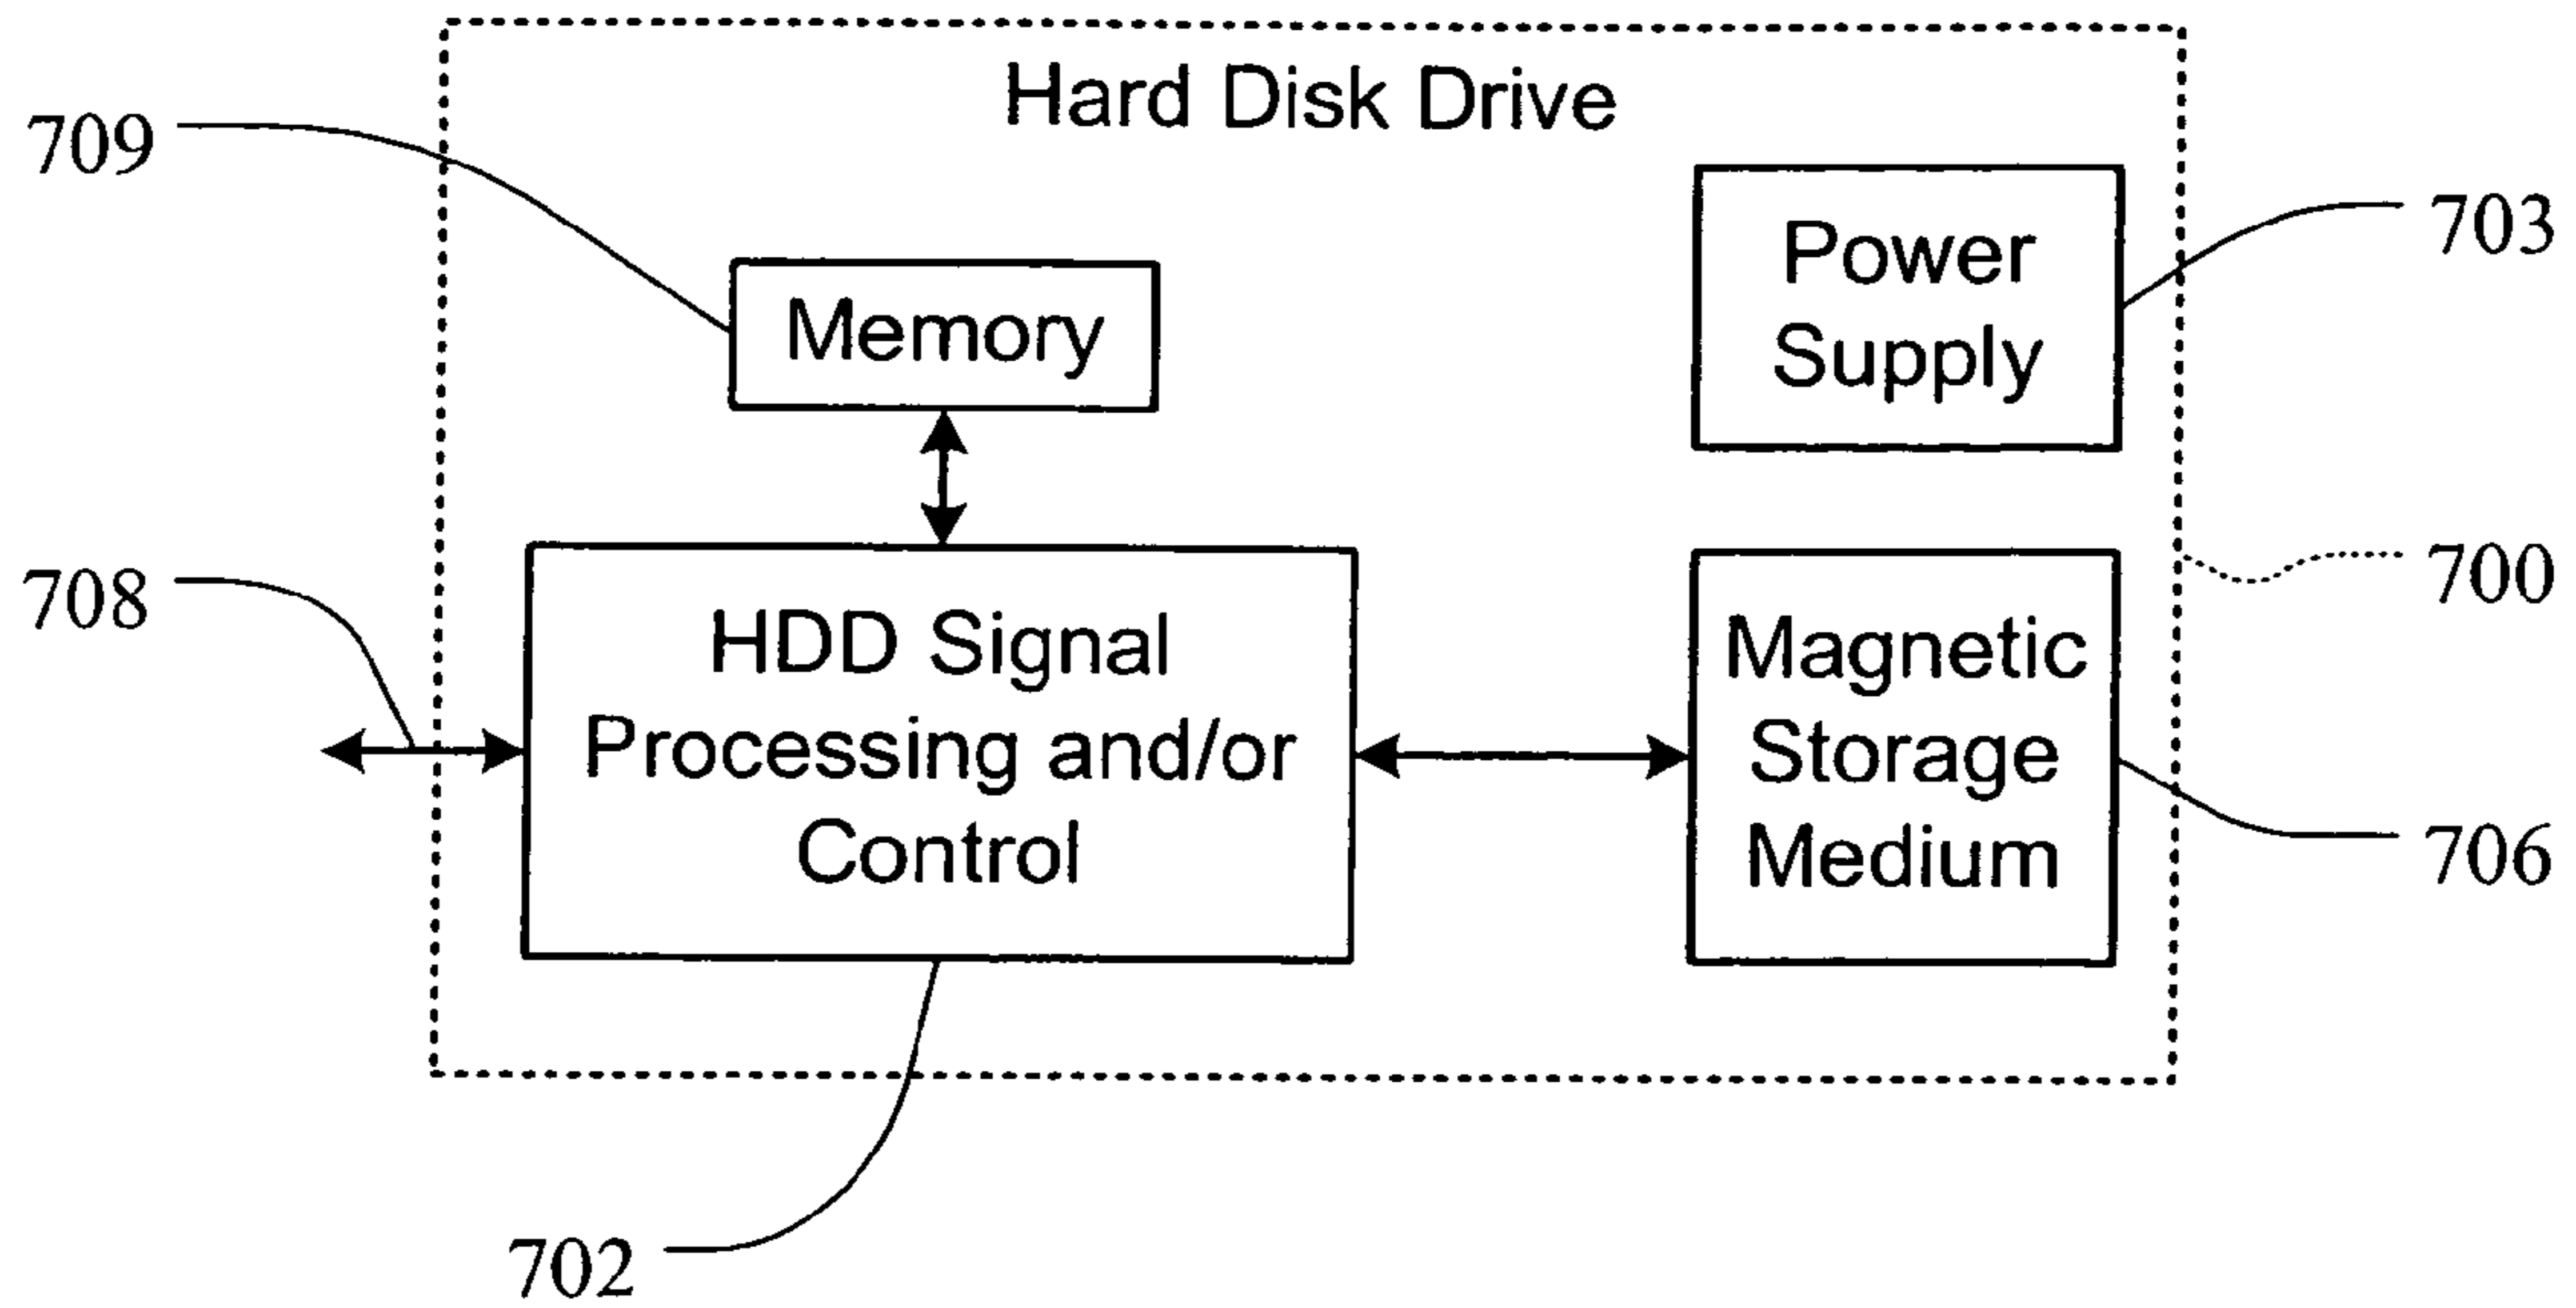 Hard Disk Drive
709
703
Power
Supply
Memory
708
700
HDD Signal
Processing and/or
Control
Magnetic
Storage
Medium
706
702